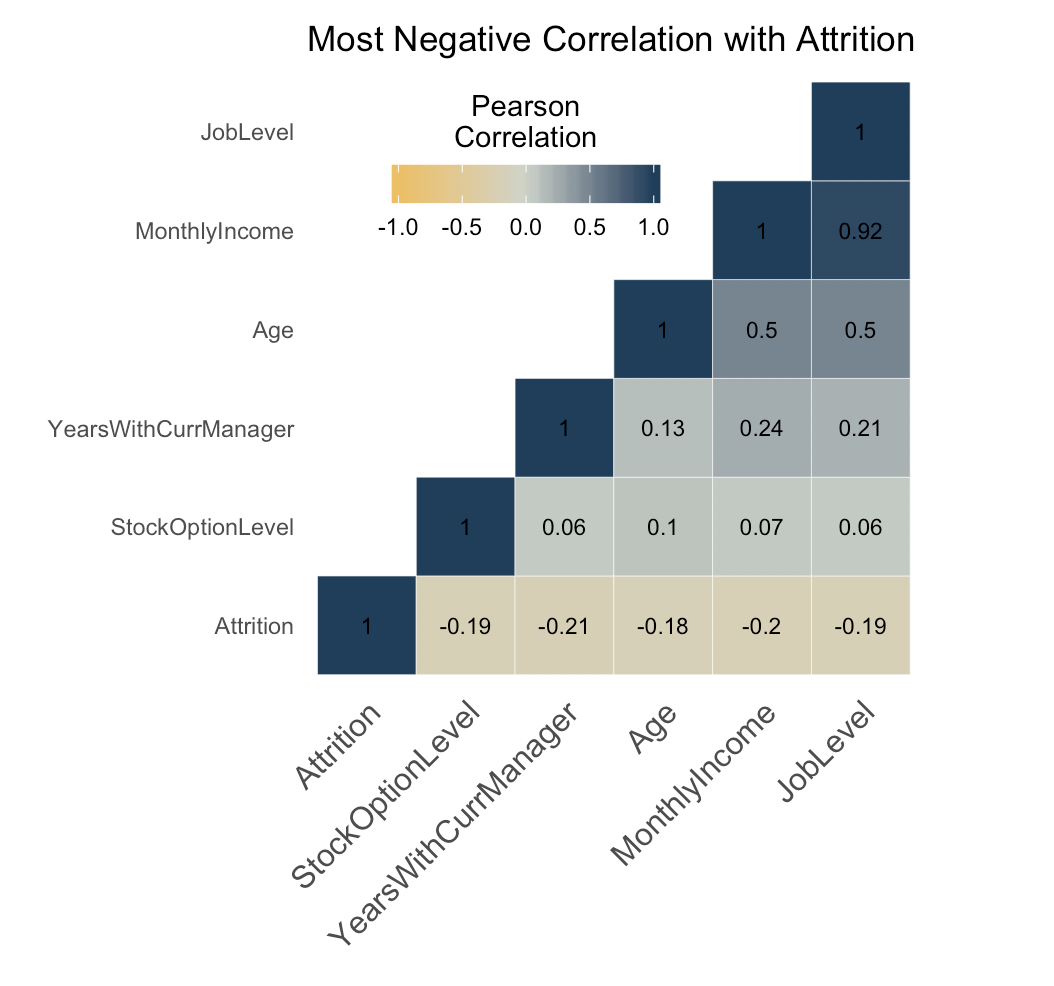 Most Negative Correlation with Attrition
Pearson
Correlation
-1.0 -0.5 0.0 0.5 1.0
JobLevel 1
MonthlyIncome 1 0.92
Age 1 0.5 0.5
YearsWithCurrManager 1 0.13 0.24 0.21
StockOptionLevel 1 0.06 0.1 0.07 0.06
Attrition 1 -0.19 -0.21 -0.18 -0.2 -0.19
Attrition
StockOptionLevel
YearsWithCurrManager
Age
MonthlyIncome
JobLevel